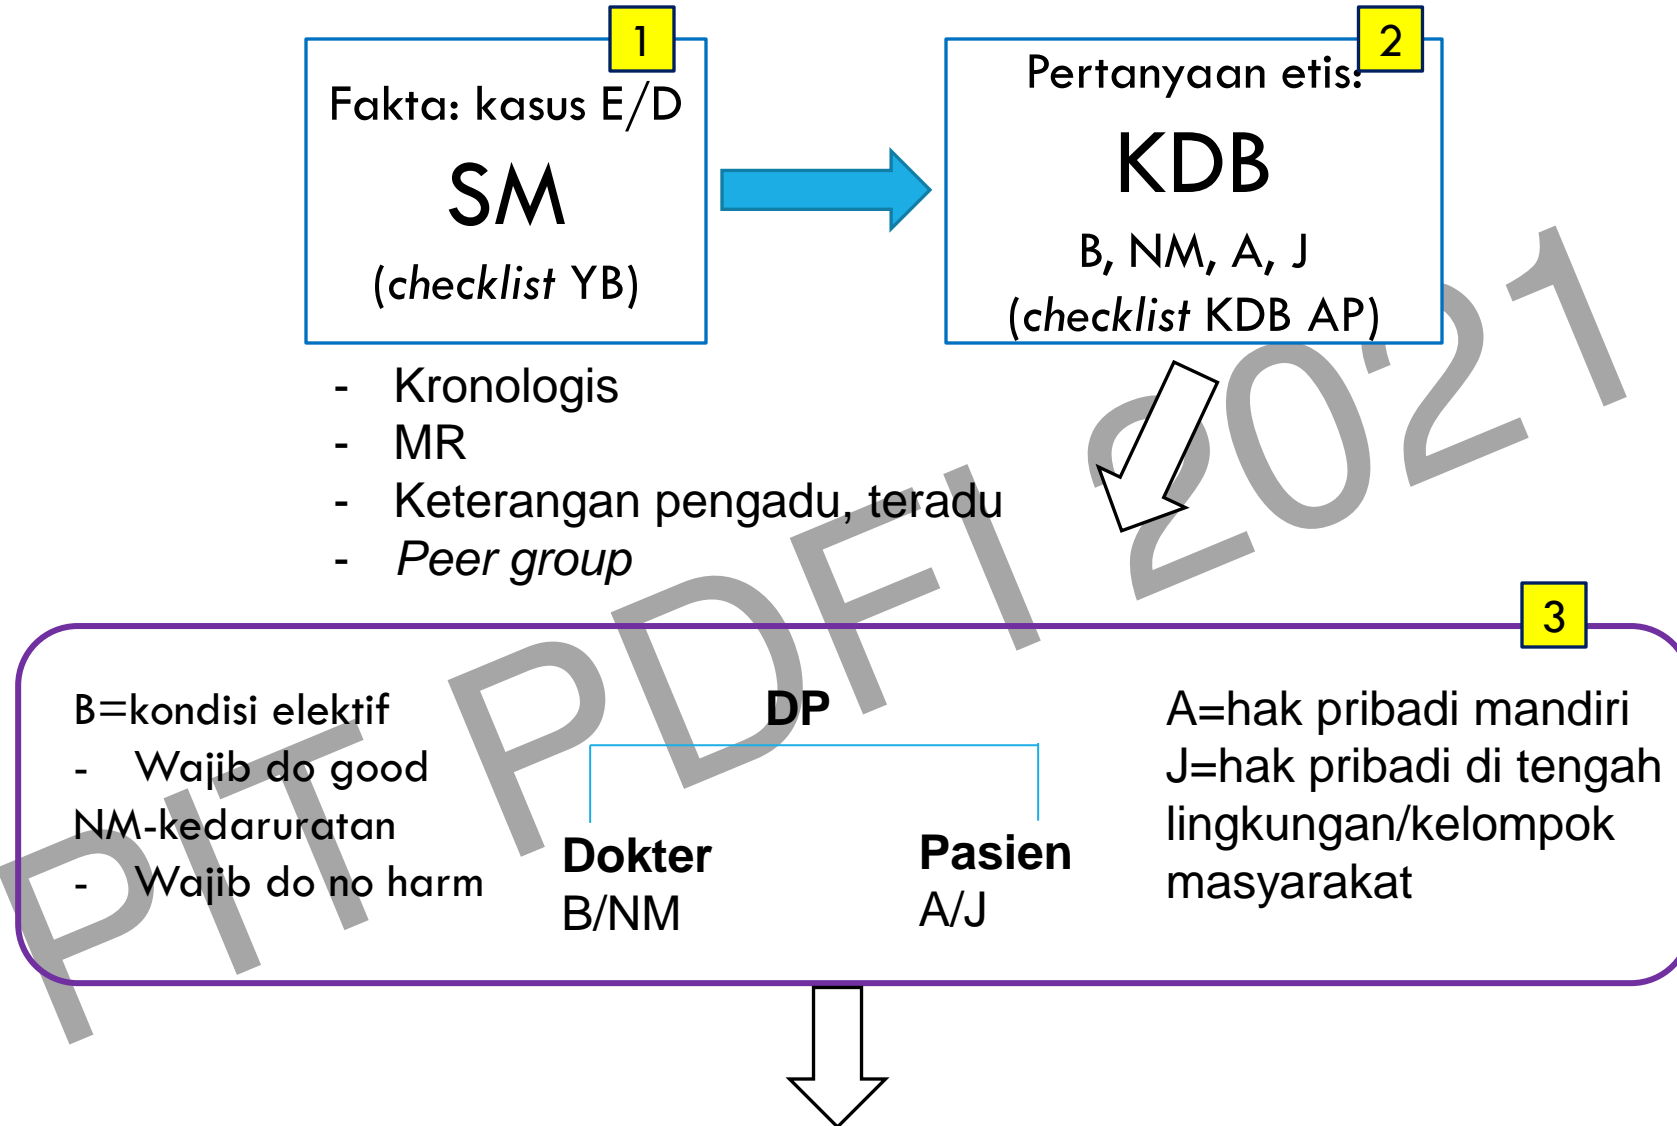 1
Fakta: kasus E/D
SM
(checklist YB)
2
Pertanyaan etis:
KDB
B, NM, A, J
(checklist KDB AP)
- Kronologis
- MR
- Keterangan pengadu, teradu
- Peer group
3
B=kondisi elektif
- Wajib do good
NM-kedaruratan
- Wajib do no harm
DP
Dokter
B/NM
Pasien
A/J
A=hak pribadi mandiri
J=hak pribadi di tengah
lingkungan/kelompok
masyarakat
PIT PDFI 2021